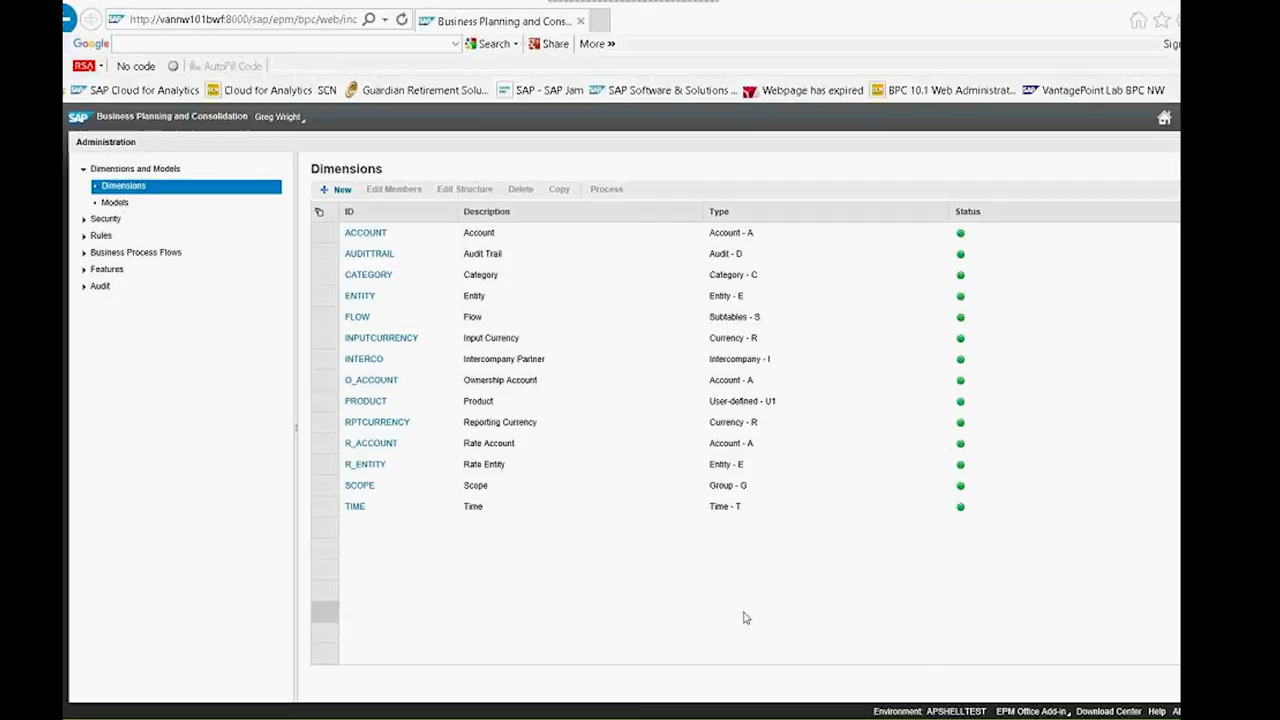 http://vannw101bwf:8000/sap/epm/bpc/web/inc
Business Planning and Cons...
Google
Search
Share
More »
RSA
No code
AutoFill Code
SAP Cloud for Analytics
Cloud for Analytics SCN
Guardian Retirement Solu...
SAP - SAP Jam
SAP Software & Solutions ...
Webpage has expired
BPC 10.1 Web Administrat...
VantagePoint Lab BPC NW
SAP Business Planning and Consolidation Greg Wright
Administration
Dimensions and Models
Dimensions
Models
Security
Rules
Business Process Flows
Features
Audit
Dimensions
New Edit Members Edit Structure Delete Copy Process
ID Description Type Status
ACCOUNT Account Account - A
AUDITTRAIL Audit Trail Audit - D
CATEGORY Category Category - C
ENTITY Entity Entity - E
FLOW Flow Subtables - S
INPUTCURRENCY Input Currency Currency - R
INTERCO Intercompany Partner Intercompany - I
O_ACCOUNT Ownership Account Account - A
PRODUCT Product User-defined - U1
RPTCURRENCY Reporting Currency Currency - R
R_ACCOUNT Rate Account Account - A
R_ENTITY Rate Entity Entity - E
SCOPE Scope Group - G
TIME Time Time - T
Environment: APSHELLTEST EPM Office Add-in Download Center Help